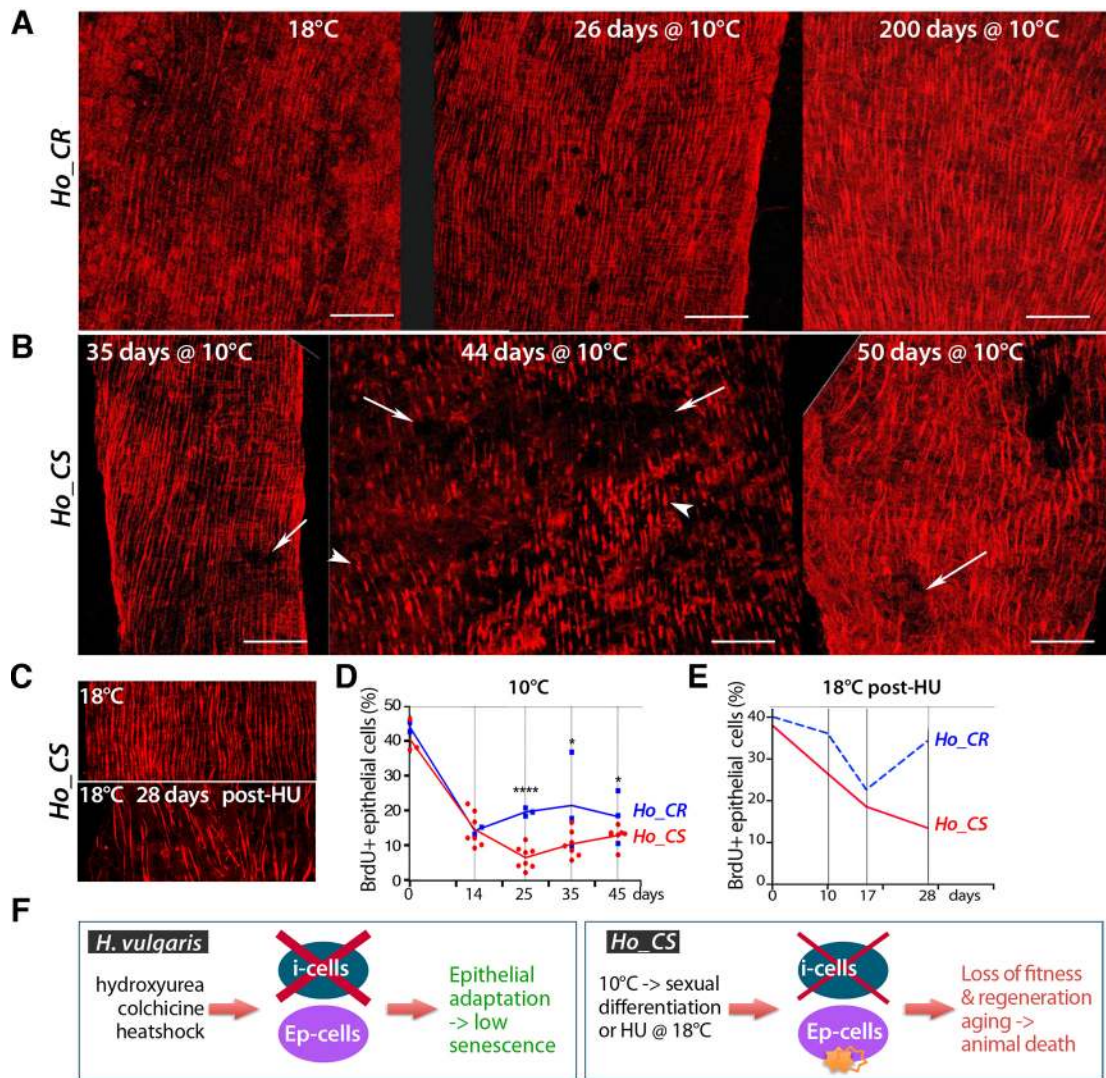 A
18°C
26 days @ 10°C
200 days @ 10°C
Ho_CR
B
35 days @ 10°C
44 days @ 10°C
50 days @ 10°C
Ho_CS
C
18°C
18°C 28 days post-HU
Ho_CS
D
10°C
BrdU+ epithelial cells (%)
50
40
30
20
10
0
****
*
*
Ho_CR
Ho_CS
0 14 25 35 45 days
E
18°C post-HU
BrdU+ epithelial cells (%)
40
30
20
10
0
Ho_CR
Ho_CS
0 10 17 28 days
F
H. vulgaris
hydroxyurea
colchicine
heatshock
i-cells
Ep-cells
Epithelial
adaptation
-> low
senescence
Ho_CS
10°C -> sexual
differentiation
or HU @ 18°C
i-cells
Ep-cells
Loss of fitness
& regeneration
aging ->
animal death